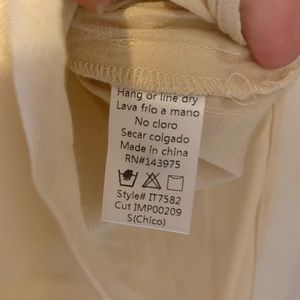 Hang or line dry
Lava frio a mano
No cloro
Secar colgado
Made in china
RN#143975
Style# IT7582
Cut IMP00209
S(Chico)